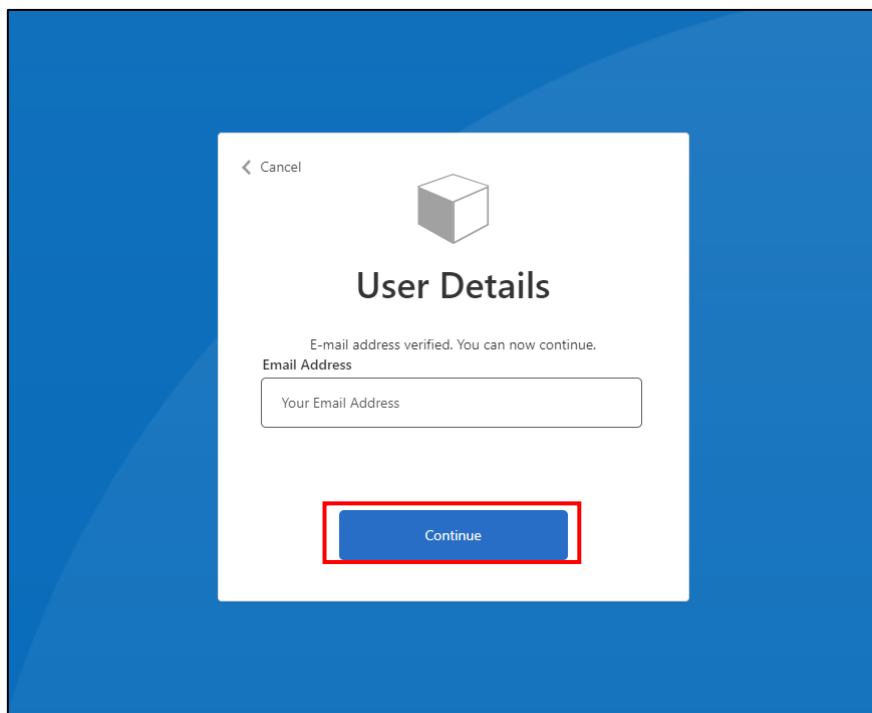 Cancel
User Details
E-mail address verified. You can now continue.
Email Address
Your Email Address
Continue